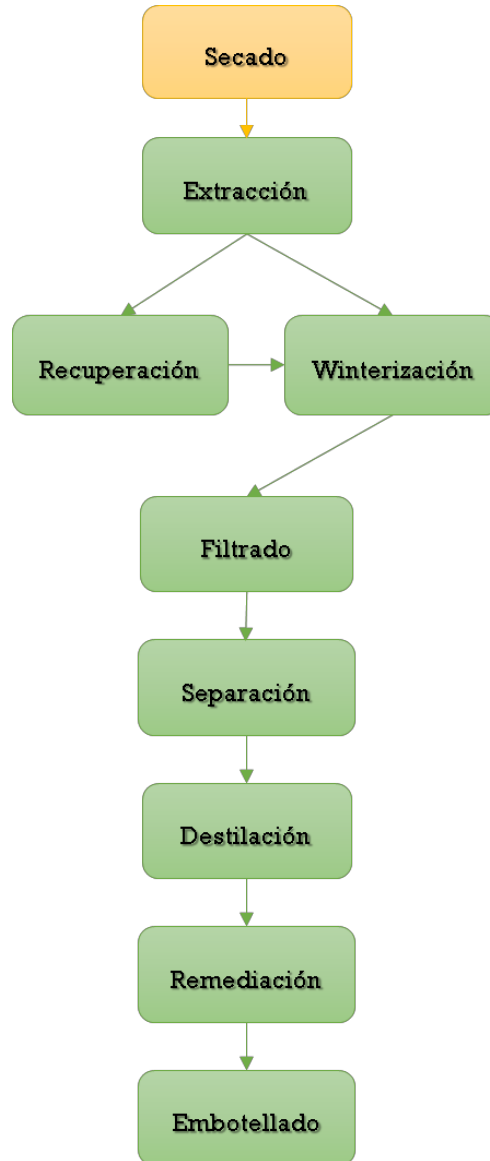 Secado
Extracción
Recuperación
Winterización
Filtrado
Separación
Destilación
Remediación
Embotellado